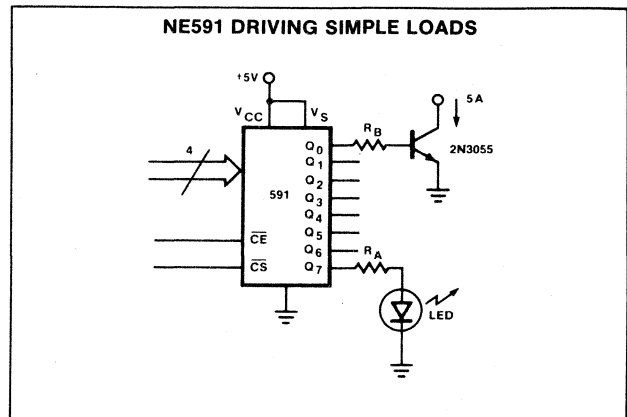 NE591 DRIVING SIMPLE LOADS
+5V
VCC VS
5 A
RB
2N3055
4
591
Q0
Q1
Q2
Q3
Q4
Q5
Q6
Q7
CE
CS
RA
LED